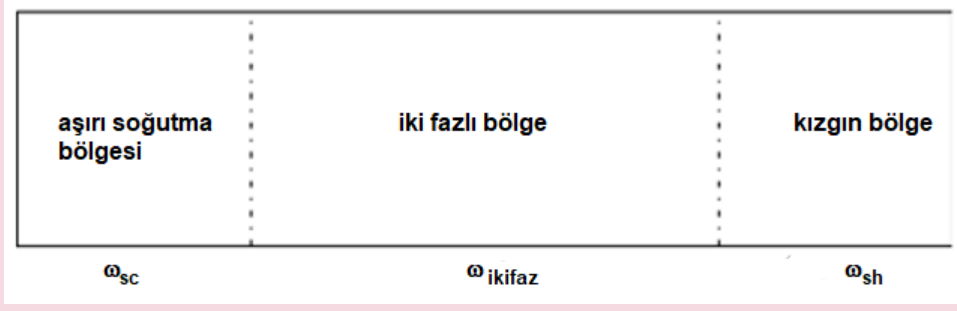 aşırı soğutma
bölgesi
iki fazlı bölge
kızgın bölge
ωsc
ωikifaz
ωsh